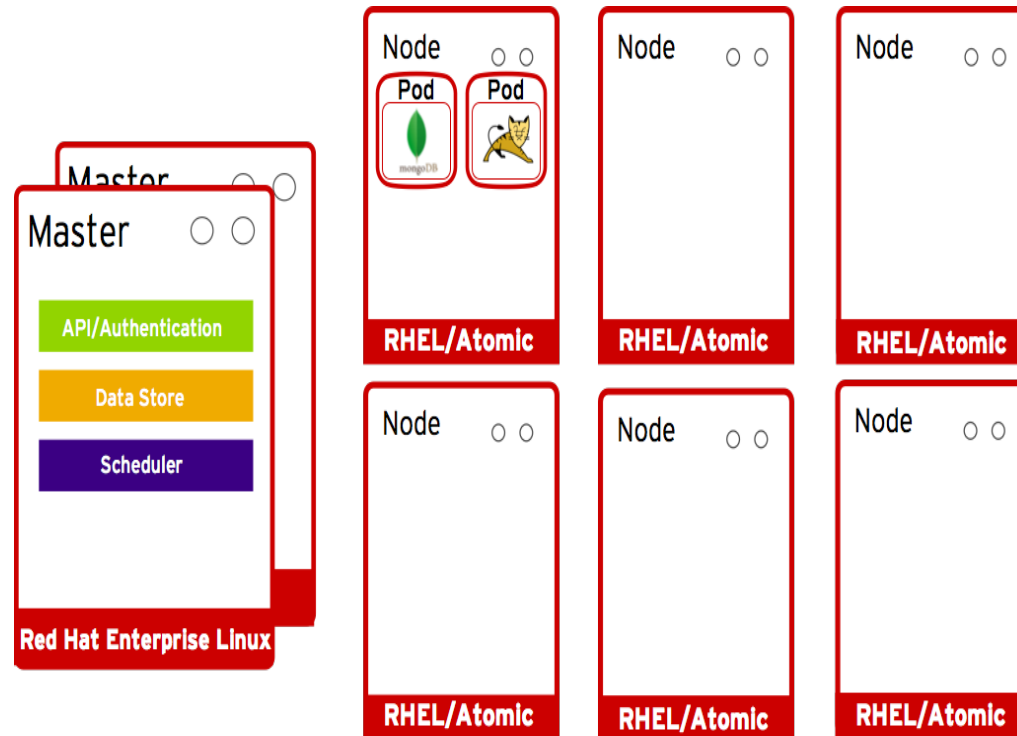 Master
Master
API/Authentication
Data Store
Scheduler
Red Hat Enterprise Linux
Node
Pod
mongoDB
Pod
RHEL/Atomic
Node
RHEL/Atomic
Node
RHEL/Atomic
Node
RHEL/Atomic
Node
RHEL/Atomic
Node
RHEL/Atomic